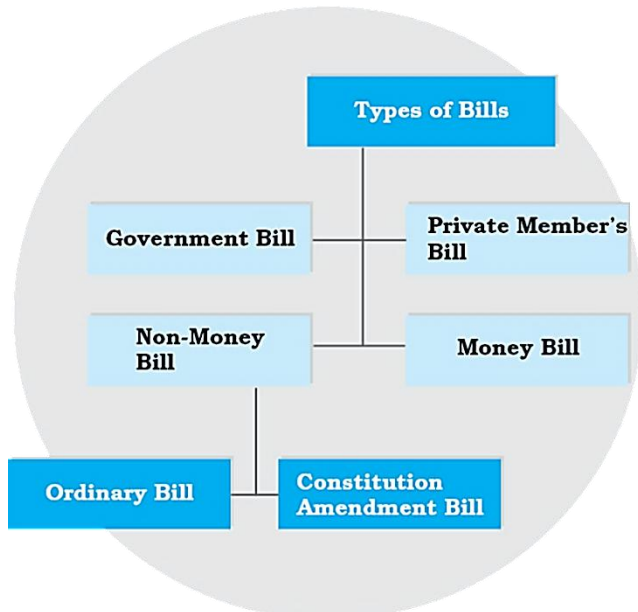 Types of Bills
Government Bill
Private Member's
Bill
Non-Money
Bill
Money Bill
Ordinary Bill
Constitution
Amendment Bill